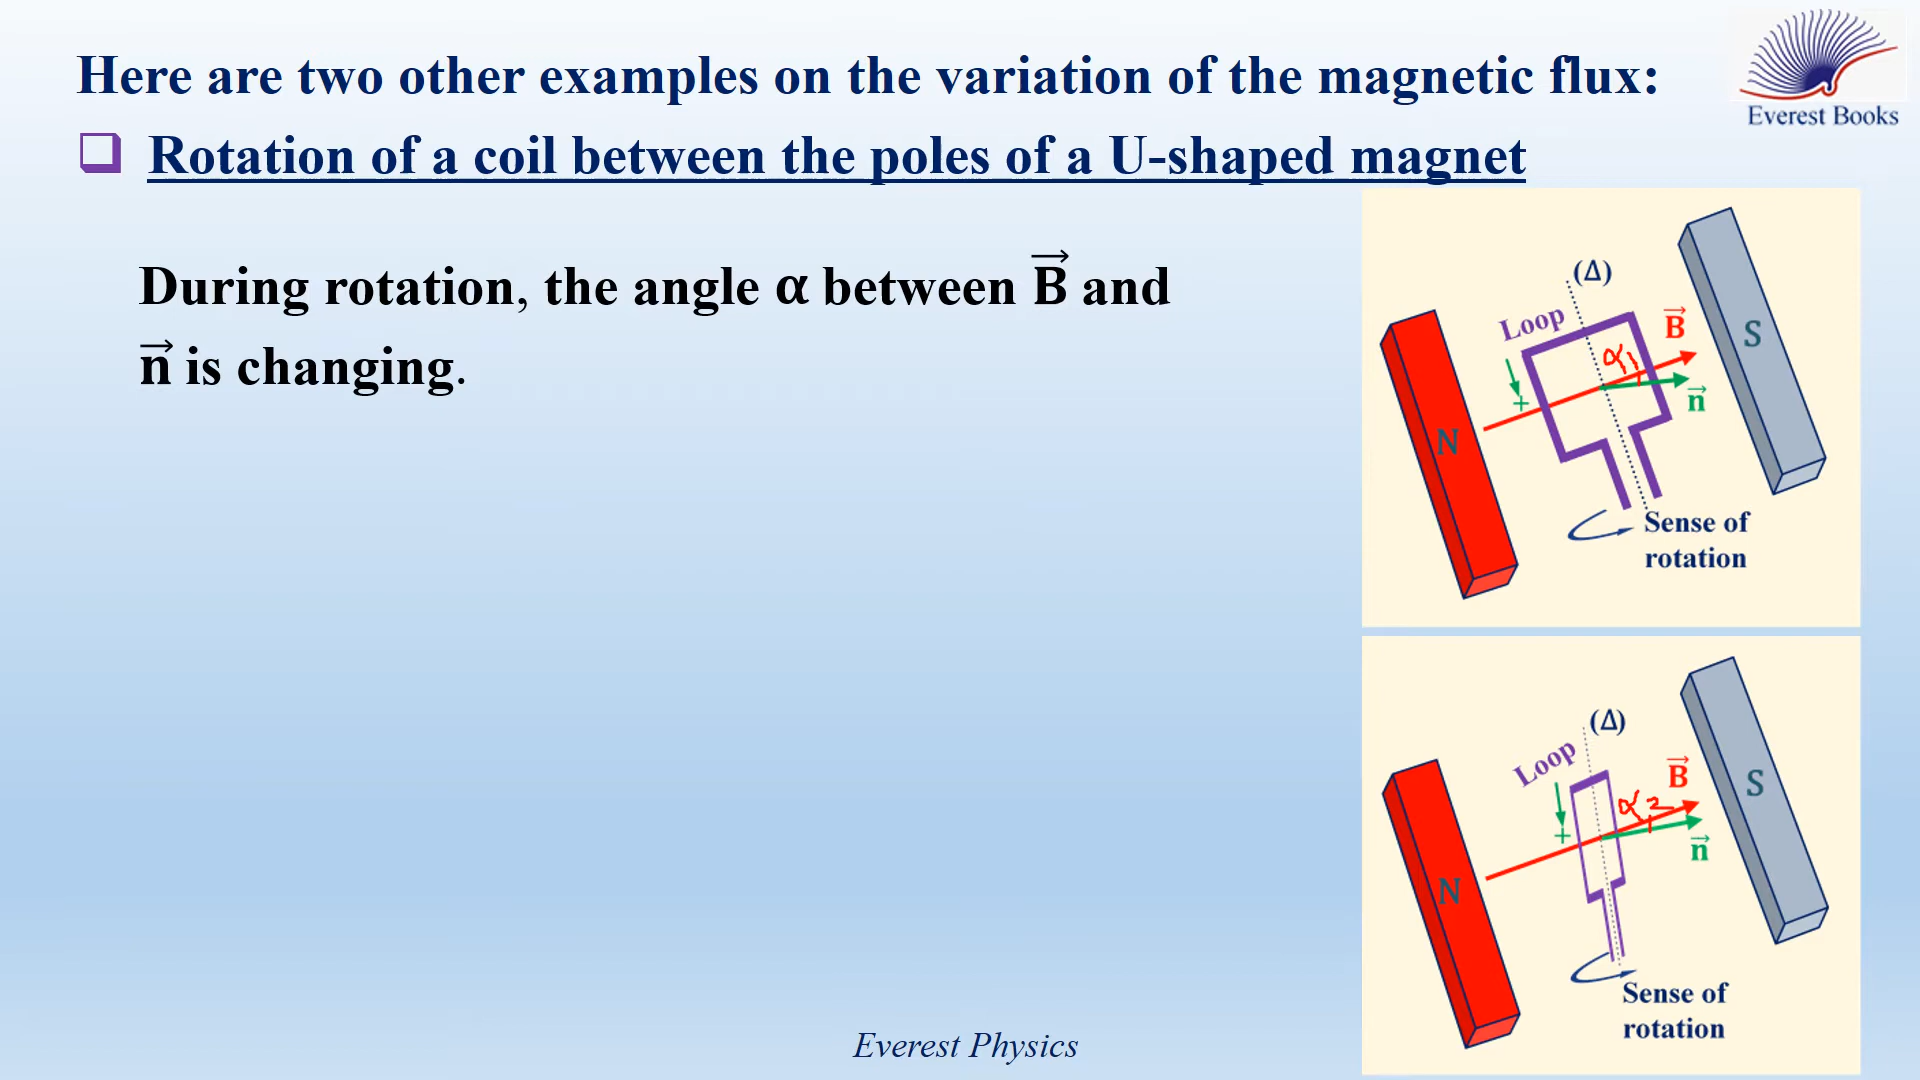 Here are two other examples on the variation of the magnetic flux:
Everest Books
❑ Rotation of a coil between the poles of a U-shaped magnet
During rotation, the angle α between B⃗ and
n⃗ is changing.
(Δ)
Loop
B⃗
S
α₁
+
n⃗
N
Sense of
rotation
(Δ)
Loop
B⃗
S
α₂
+
n⃗
N
Sense of
rotation
Everest Physics